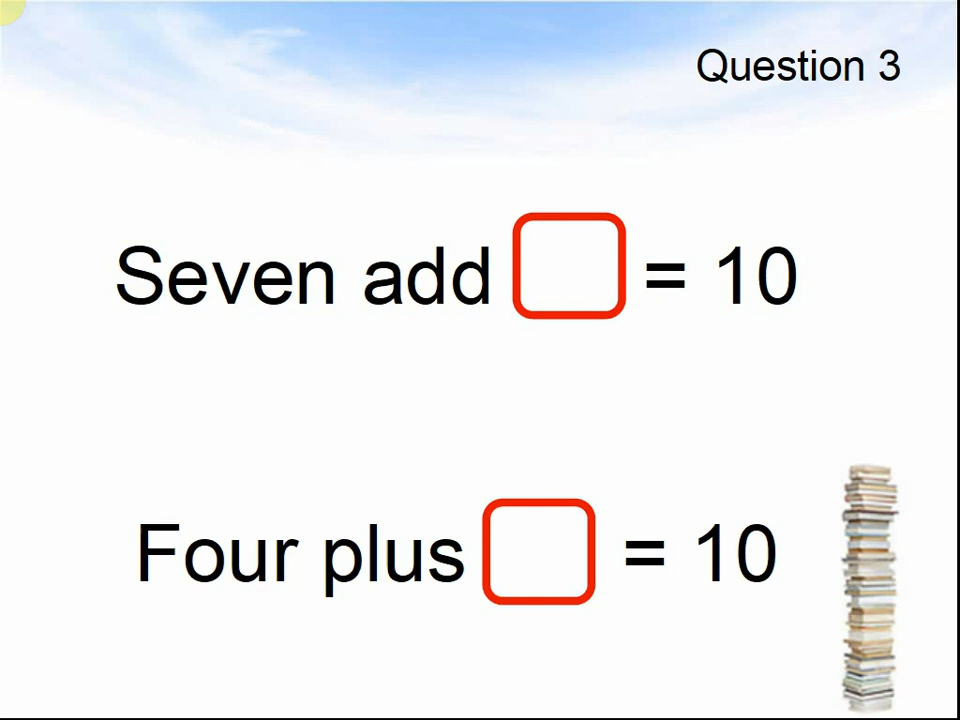 Question 3
Seven add = 10
Four plus = 10